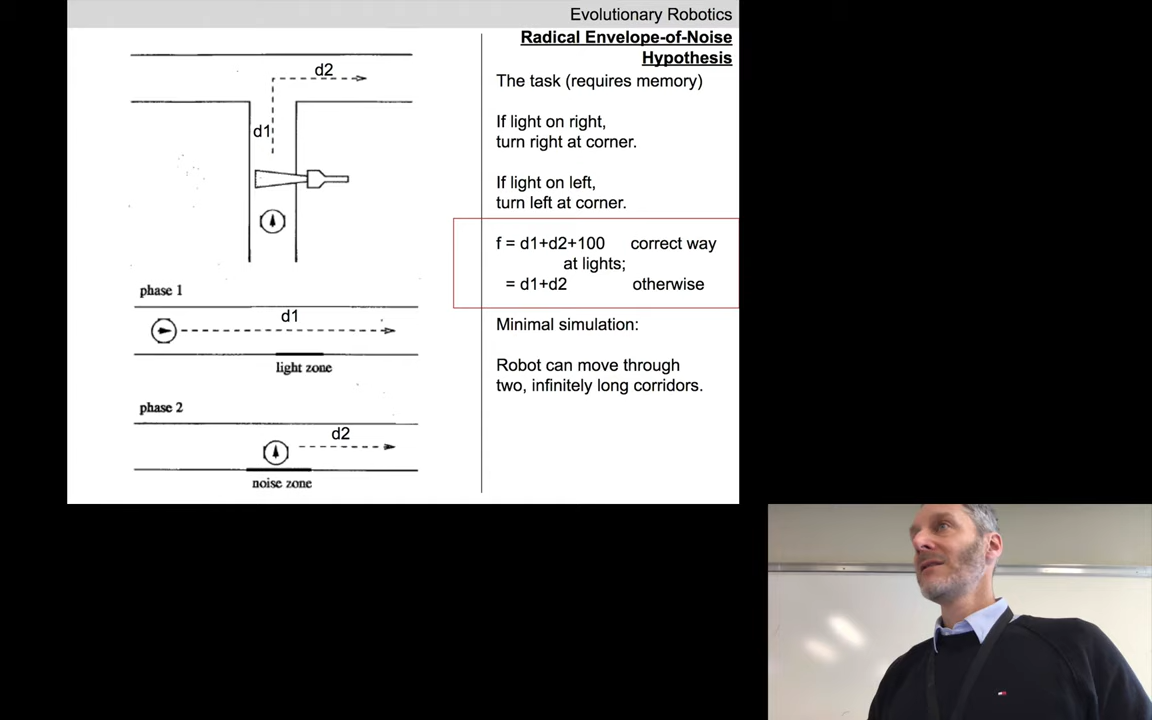 Evolutionary Robotics
Radical Envelope-of-Noise
Hypothesis
d2
d1
The task (requires memory)
If light on right,
turn right at corner.
If light on left,
turn left at corner.
f = d1+d2+100 correct way
at lights;
= d1+d2 otherwise
Minimal simulation:
Robot can move through
two, infinitely long corridors.
phase 1
d1
light zone
phase 2
d2
noise zone